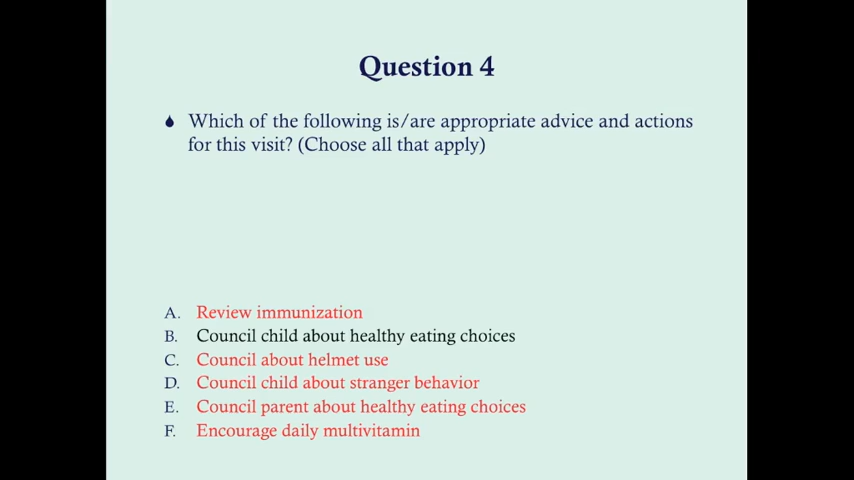 Question 4
Which of the following is/are appropriate advice and actions
for this visit? (Choose all that apply)
A. Review immunization
B. Council child about healthy eating choices
C. Council about helmet use
D. Council child about stranger behavior
E. Council parent about healthy eating choices
F. Encourage daily multivitamin